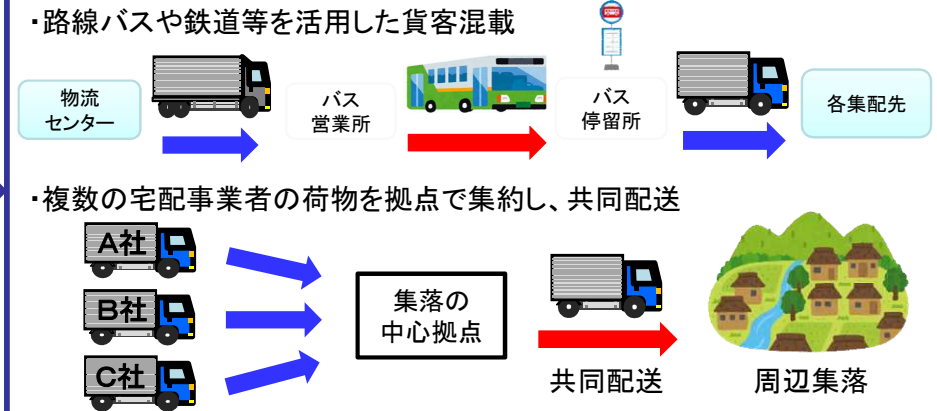 ・路線バスや鉄道等を活用した貨客混載
物流
センター
バス
営業所
バス
停留所
各集配先
・複数の宅配事業者の荷物を拠点で集約し、共同配送
A社
B社
C社
集落の
中心拠点
共同配送
周辺集落